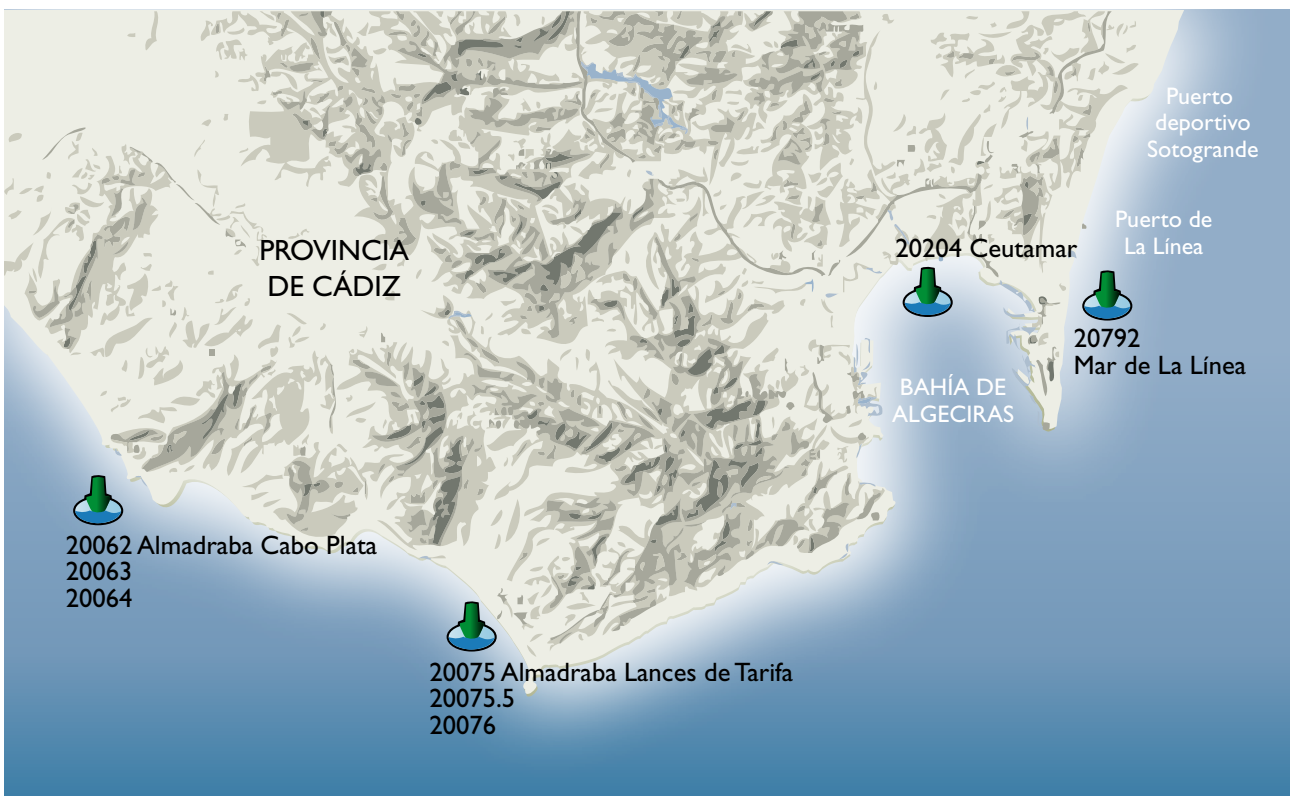 Puerto
deportivo
Sotogrande
Puerto de
La Línea
PROVINCIA
DE CÁDIZ
20204 Ceutamar
20792
Mar de La Línea
BAHÍA DE
ALGECIRAS
20062 Almadraba Cabo Plata
20063
20064
20075 Almadraba Lances de Tarifa
20075.5
20076